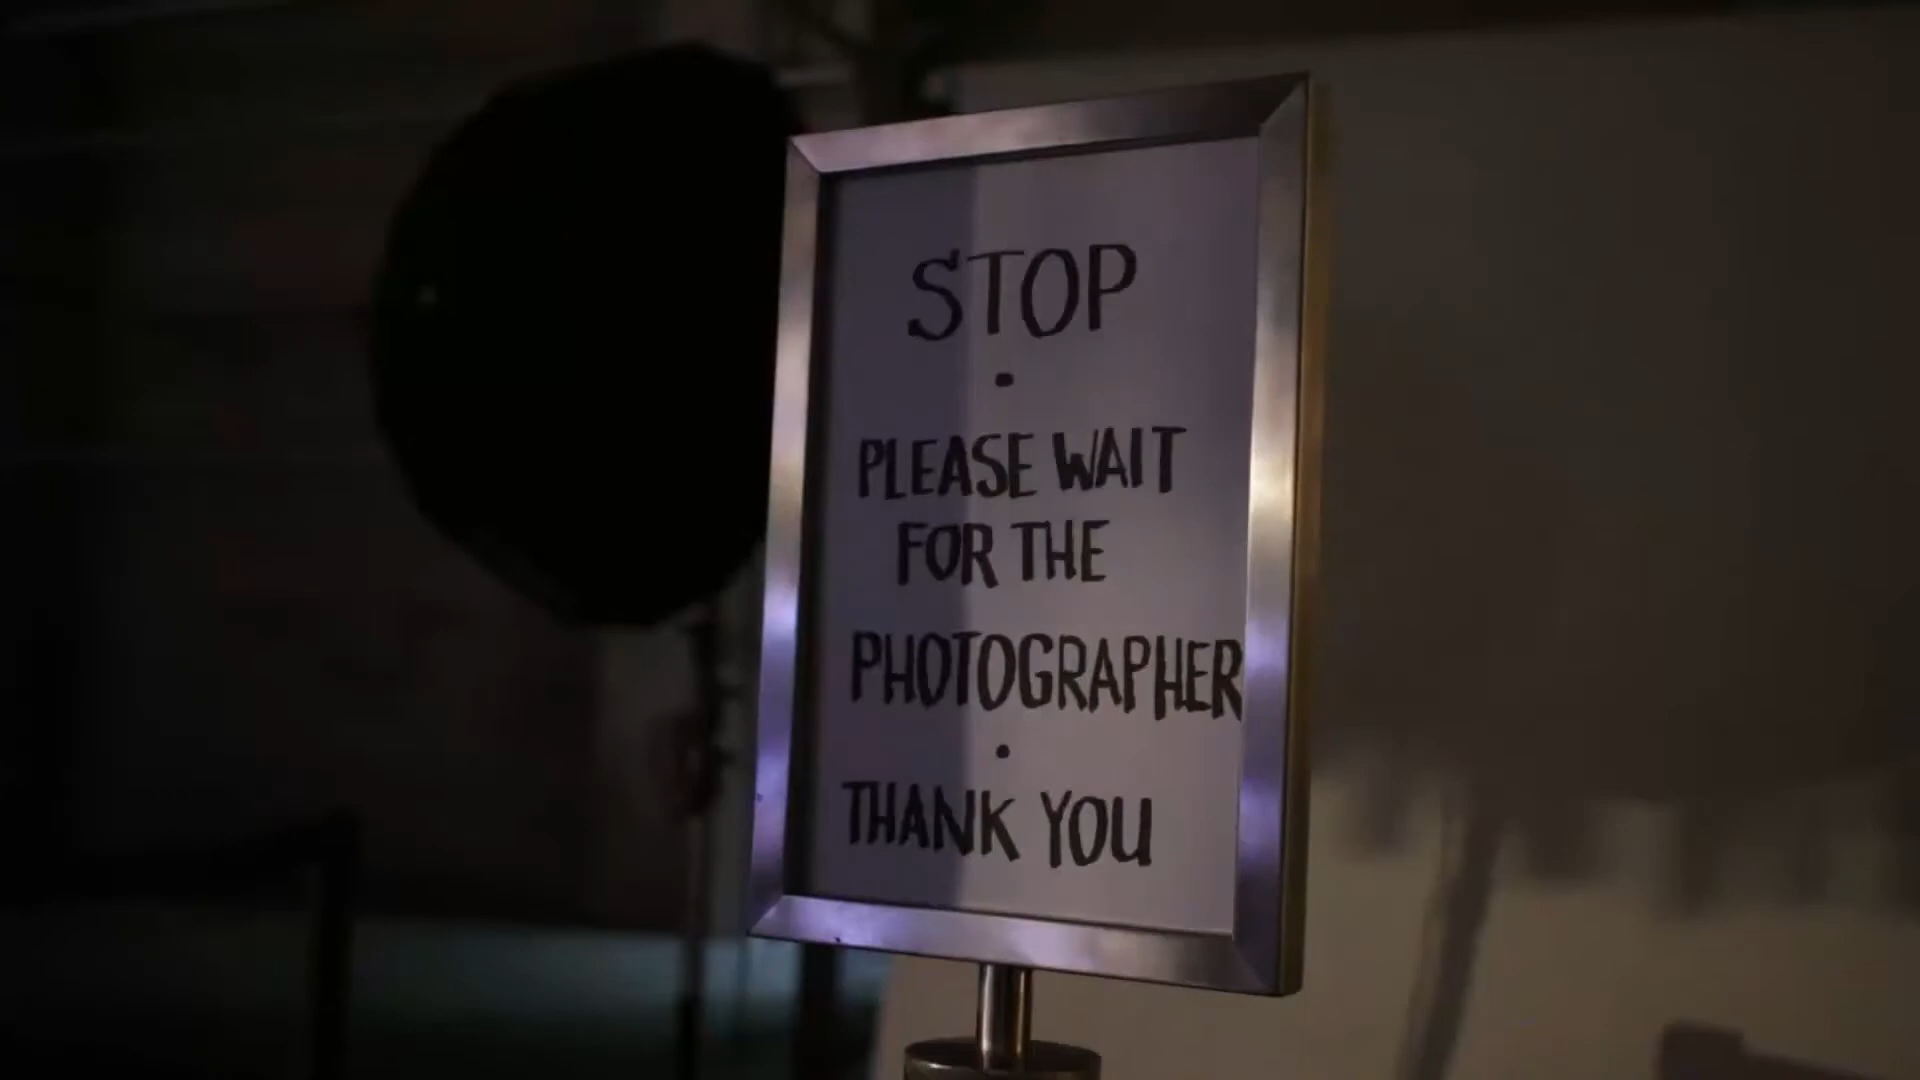 STOP
•
PLEASE WAIT
FOR THE
PHOTOGRAPHER
•
THANK YOU